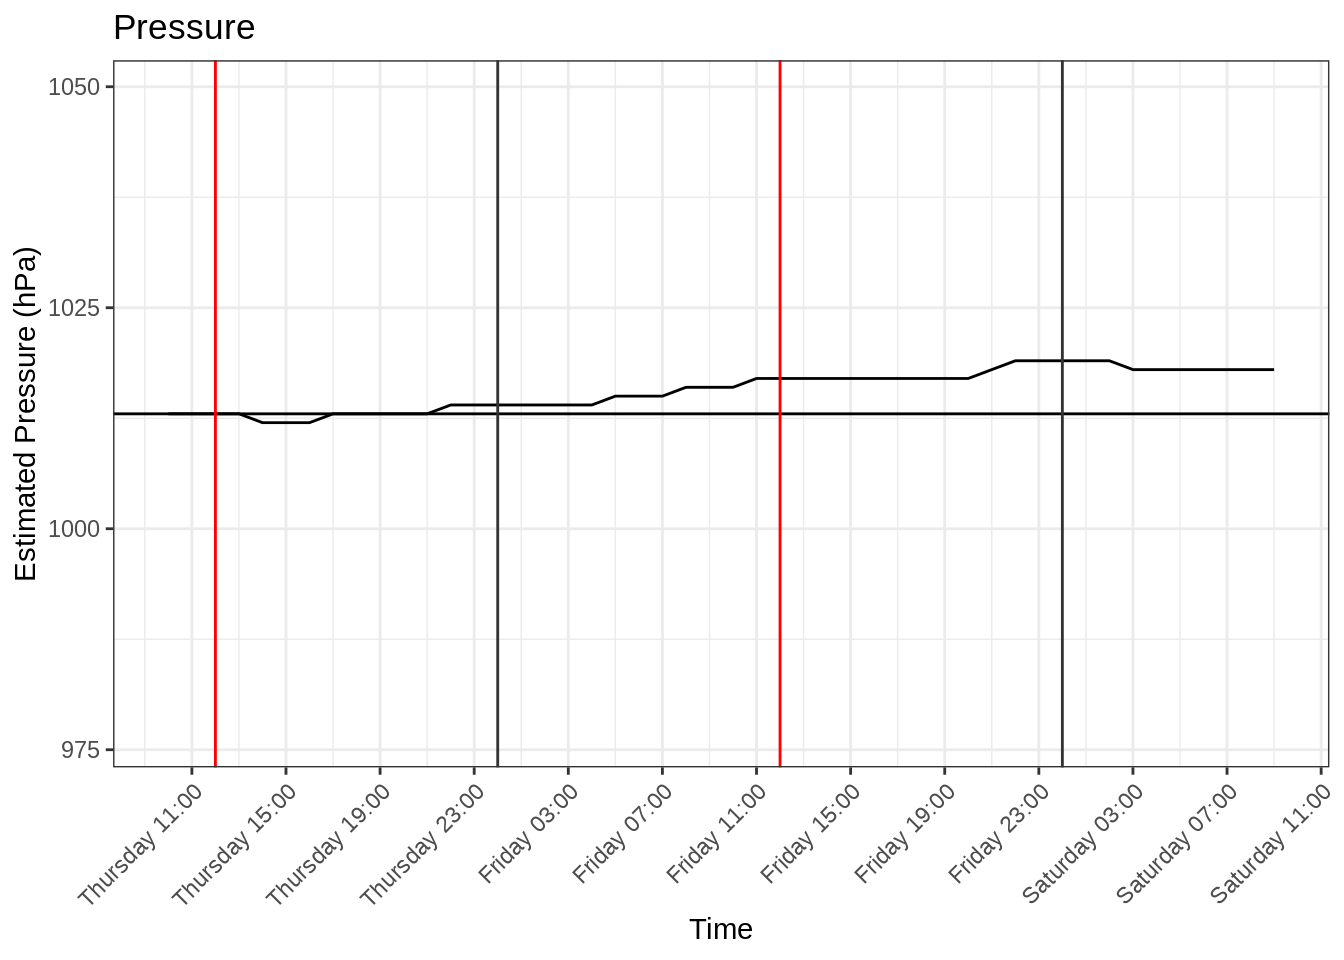 Pressure
Estimated Pressure (hPa)
1050
1025
1000
975
Thursday 11:00
Thursday 15:00
Thursday 19:00
Thursday 23:00
Friday 03:00
Friday 07:00
Friday 11:00
Friday 15:00
Friday 19:00
Friday 23:00
Saturday 03:00
Saturday 07:00
Saturday 11:00
Time